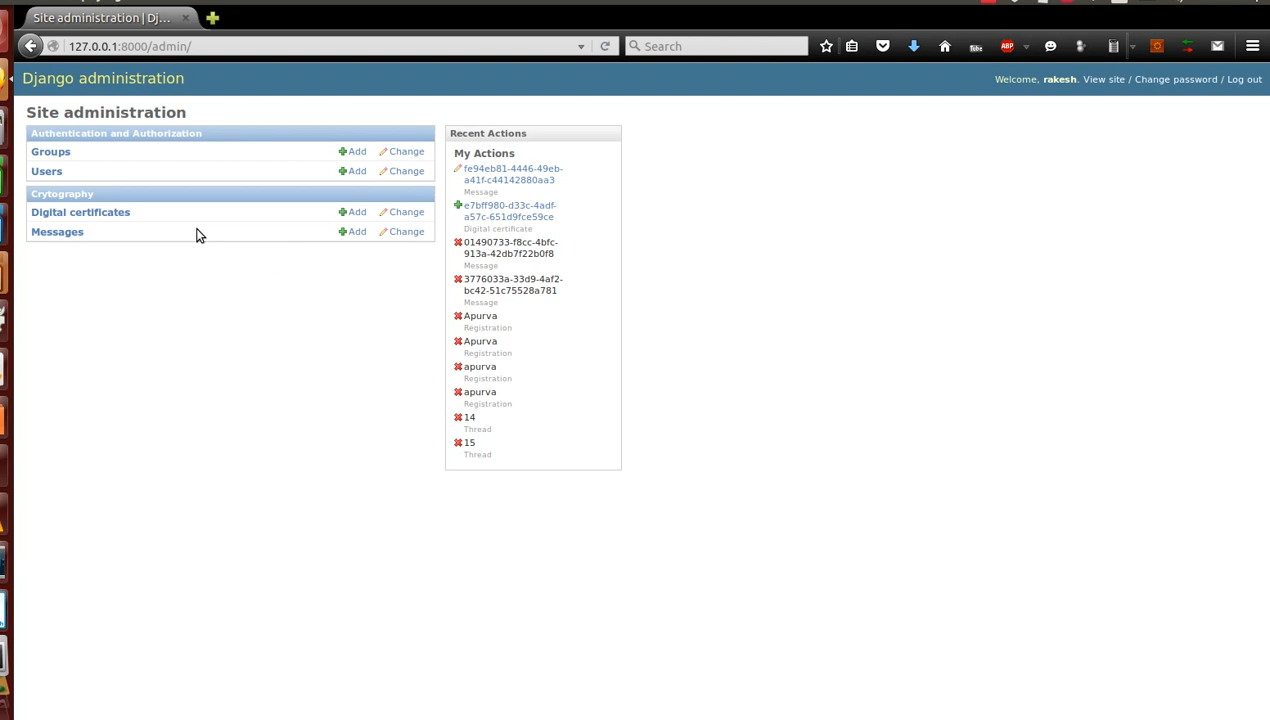 Site administration | Dj...
127.0.0.1:8000/admin/
Search
ABP
Django administration
Welcome, rakesh. View site / Change password / Log out
Site administration
Authentication and Authorization
Groups Add Change
Users Add Change
Crytography
Digital certificates Add Change
Messages Add Change
Recent Actions
My Actions
fe94eb81-4446-49eb-
a41f-c44142880aa3
Message
e7bff980-d33c-4adf-
a57c-651d9fce59ce
Digital certificate
01490733-f8cc-4bfc-
913a-42db7f22b0f8
Message
3776033a-33d9-4af2-
bc42-51c75528a781
Message
Apurva
Registration
Apurva
Registration
apurva
Registration
apurva
Registration
14
Thread
15
Thread